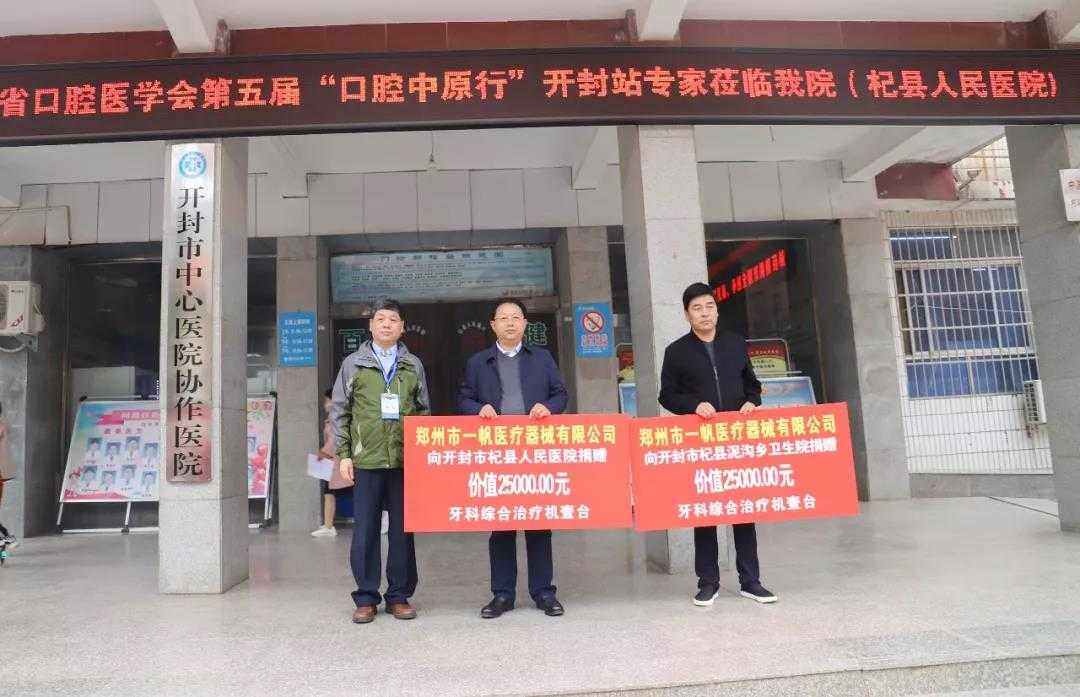 省口腔医学会第五届“口腔中原行”开封站专家莅临我院（杞县人民医院）
开封市中心医院协作医院
郑州市一帆医疗器械有限公司
向开封市杞县人民医院捐赠
价值25000.00元
牙科综合治疗机壹台
郑州市一帆医疗器械有限公司
向开封市杞县泥沟乡卫生院捐赠
价值25000.00元
牙科综合治疗机壹台